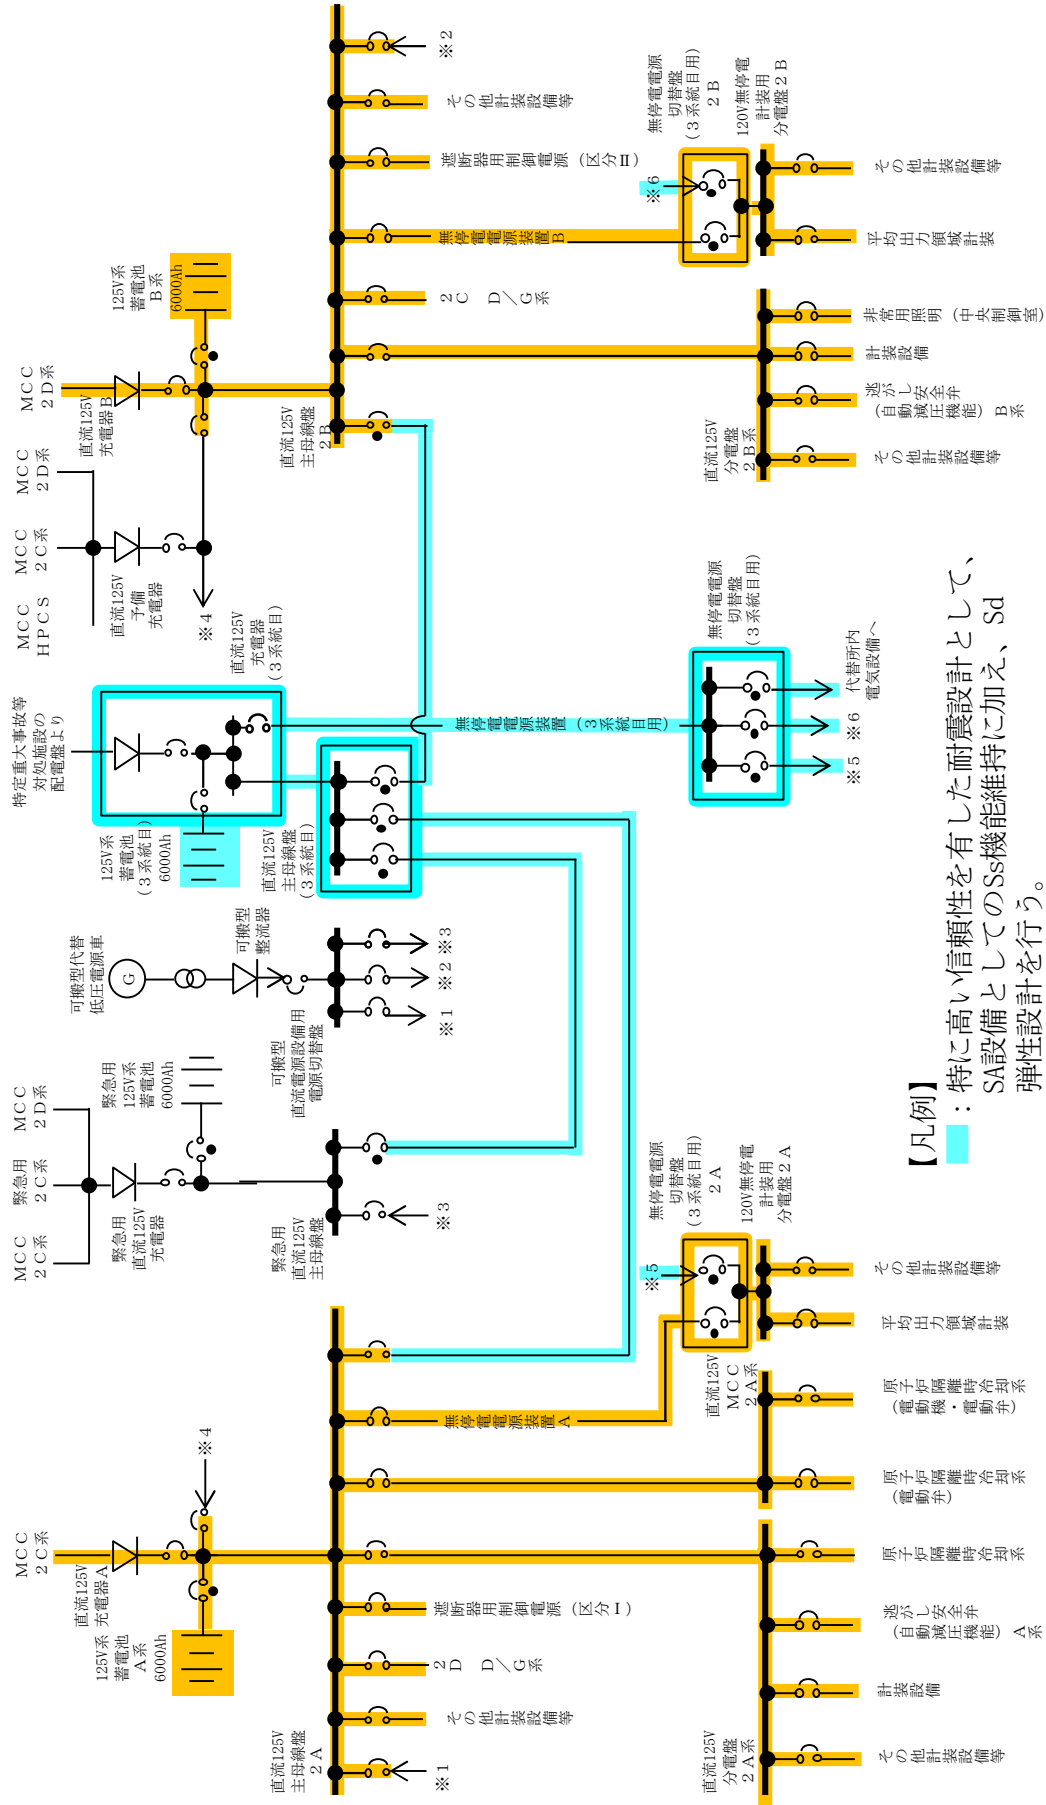 MCC
2C系
直流125V
充電器A
125V系
蓄電池
A系
6000Ah
※4
MCC
2C系
緊急用
2C系
MCC
2D系
緊急用
直流125V
充電器
緊急用
125V系
蓄電池
6000Ah
可搬型代替
低圧電源車
G
可搬型
整流器
特定重大事故等
対処施設の
配電盤より
125V系
蓄電池
(3系統目)
6000Ah
直流125V
充電器
(3系統目)
MCC
HPCS
MCC
2C系
MCC
2D系
直流125V
予備
充電器
※4
MCC
2D系
直流125V
充電器B
125V系
蓄電池
B系
6000Ah
直流125V
主母線盤
2A
※1
その他計装設備等
2D D／G系
遮断器用制御電源（区分Ⅰ）
無停電電源装置A
緊急用
直流125V
主母線盤
※3
可搬型
直流電源設備用
電源切替盤
※1
※2
※3
直流125V
主母線盤
(3系統目)
無停電電源装置（3系統目用）
直流125V
主母線盤
2B
2C D／G系
無停電電源装置B
遮断器用制御電源（区分Ⅱ）
その他計装設備等
※2
直流125V
分電盤
2A系
その他計装設備等
計装設備
逃がし安全弁
（自動減圧機能）A系
原子炉隔離時冷却系
直流125V
MCC
2A系
原子炉隔離時冷却系
（電動弁）
原子炉隔離時冷却系
（電動機・電動弁）
※5
無停電電源
切替盤
(3系統目用)
2A
120V無停電
計装用
分電盤2A
平均出力領域計装
その他計装設備等
無停電電源
切替盤
(3系統目用)
※5
※6
代替所内
電気設備へ
直流125V
分電盤
2B系
その他計装設備等
逃がし安全弁
（自動減圧機能）B系
計装設備
非常用照明（中央制御室）
※6
無停電電源
切替盤
(3系統目用)
2B
120V無停電
計装用
分電盤2B
平均出力領域計装
その他計装設備等
【凡例】
：特に高い信頼性を有した耐震設計として、
SA設備としてのSs機能維持に加え、Sd
弾性設計を行う。